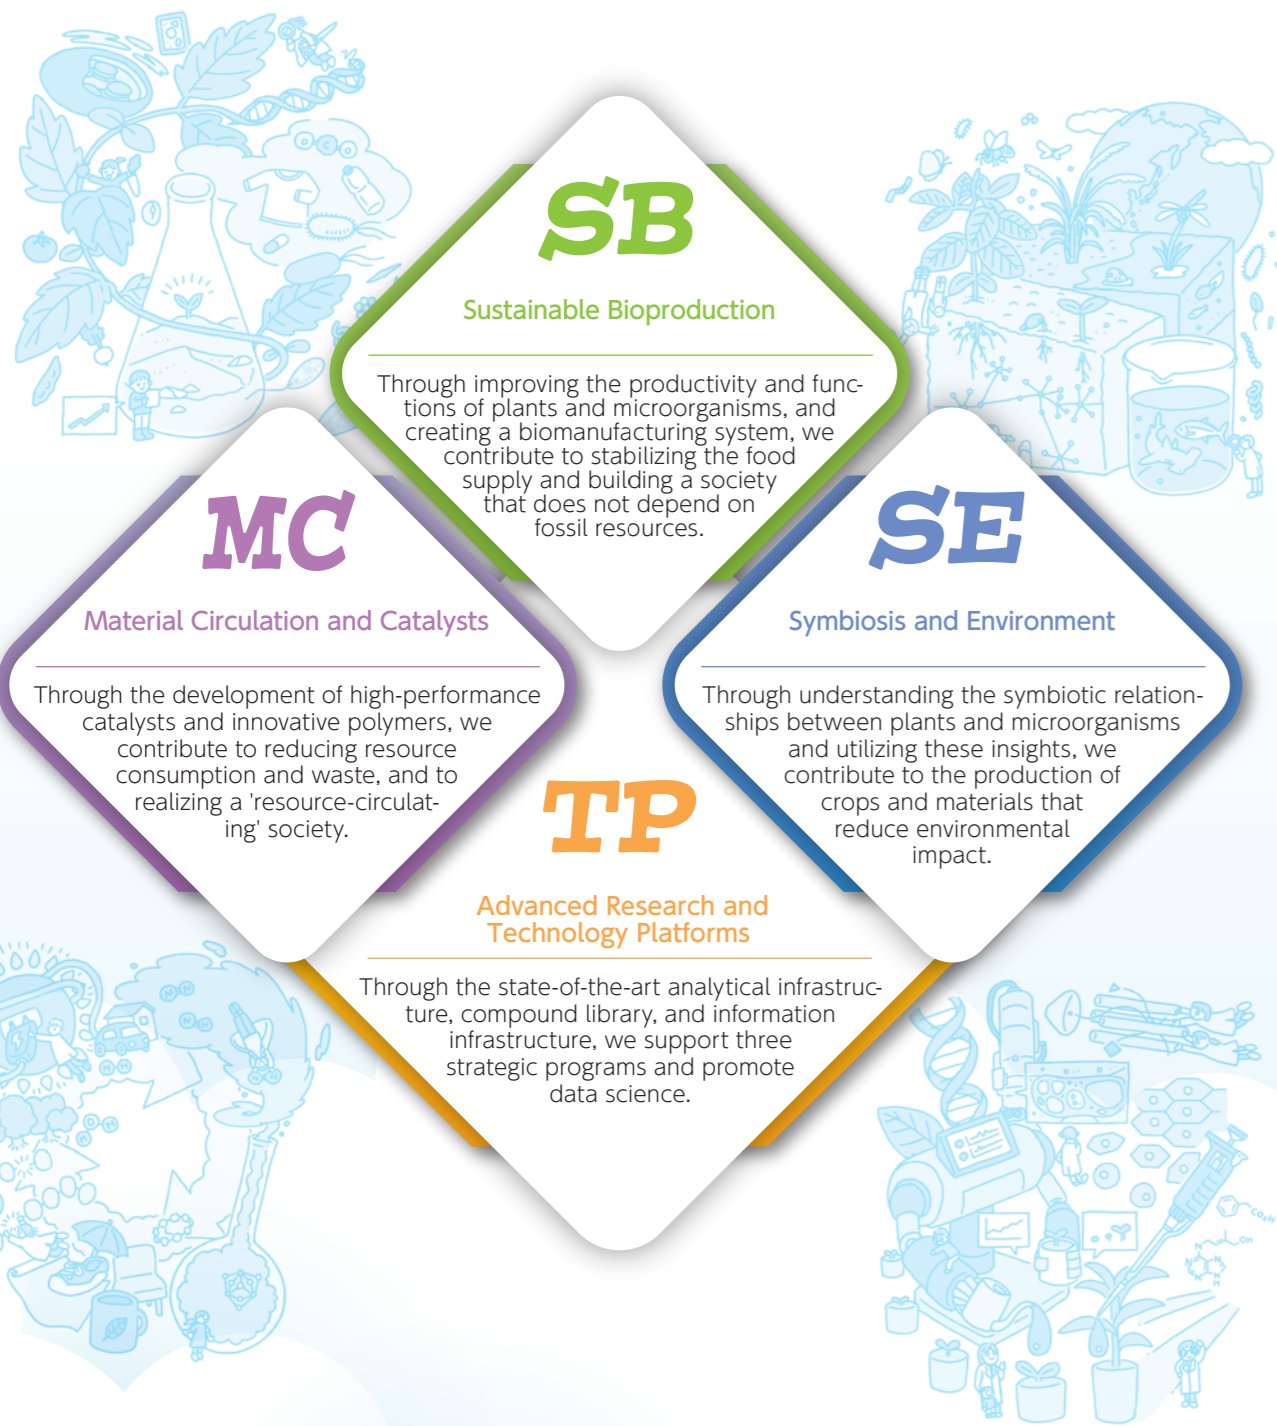 SB
Sustainable Bioproduction
Through improving the productivity and func-
tions of plants and microorganisms, and
creating a biomanufacturing system, we
contribute to stabilizing the food
supply and building a society
that does not depend on
fossil resources.
MC
Material Circulation and Catalysts
Through the development of high-performance
catalysts and innovative polymers, we
contribute to reducing resource
consumption and waste, and to
realizing a 'resource-circulat-
ing' society.
SE
Symbiosis and Environment
Through understanding the symbiotic relation-
ships between plants and microorganisms
and utilizing these insights, we
contribute to the production of
crops and materials that
reduce environmental
impact.
TP
Advanced Research and
Technology Platforms
Through the state-of-the-art analytical infrastruc-
ture, compound library, and information
infrastructure, we support three
strategic programs and promote
data science.